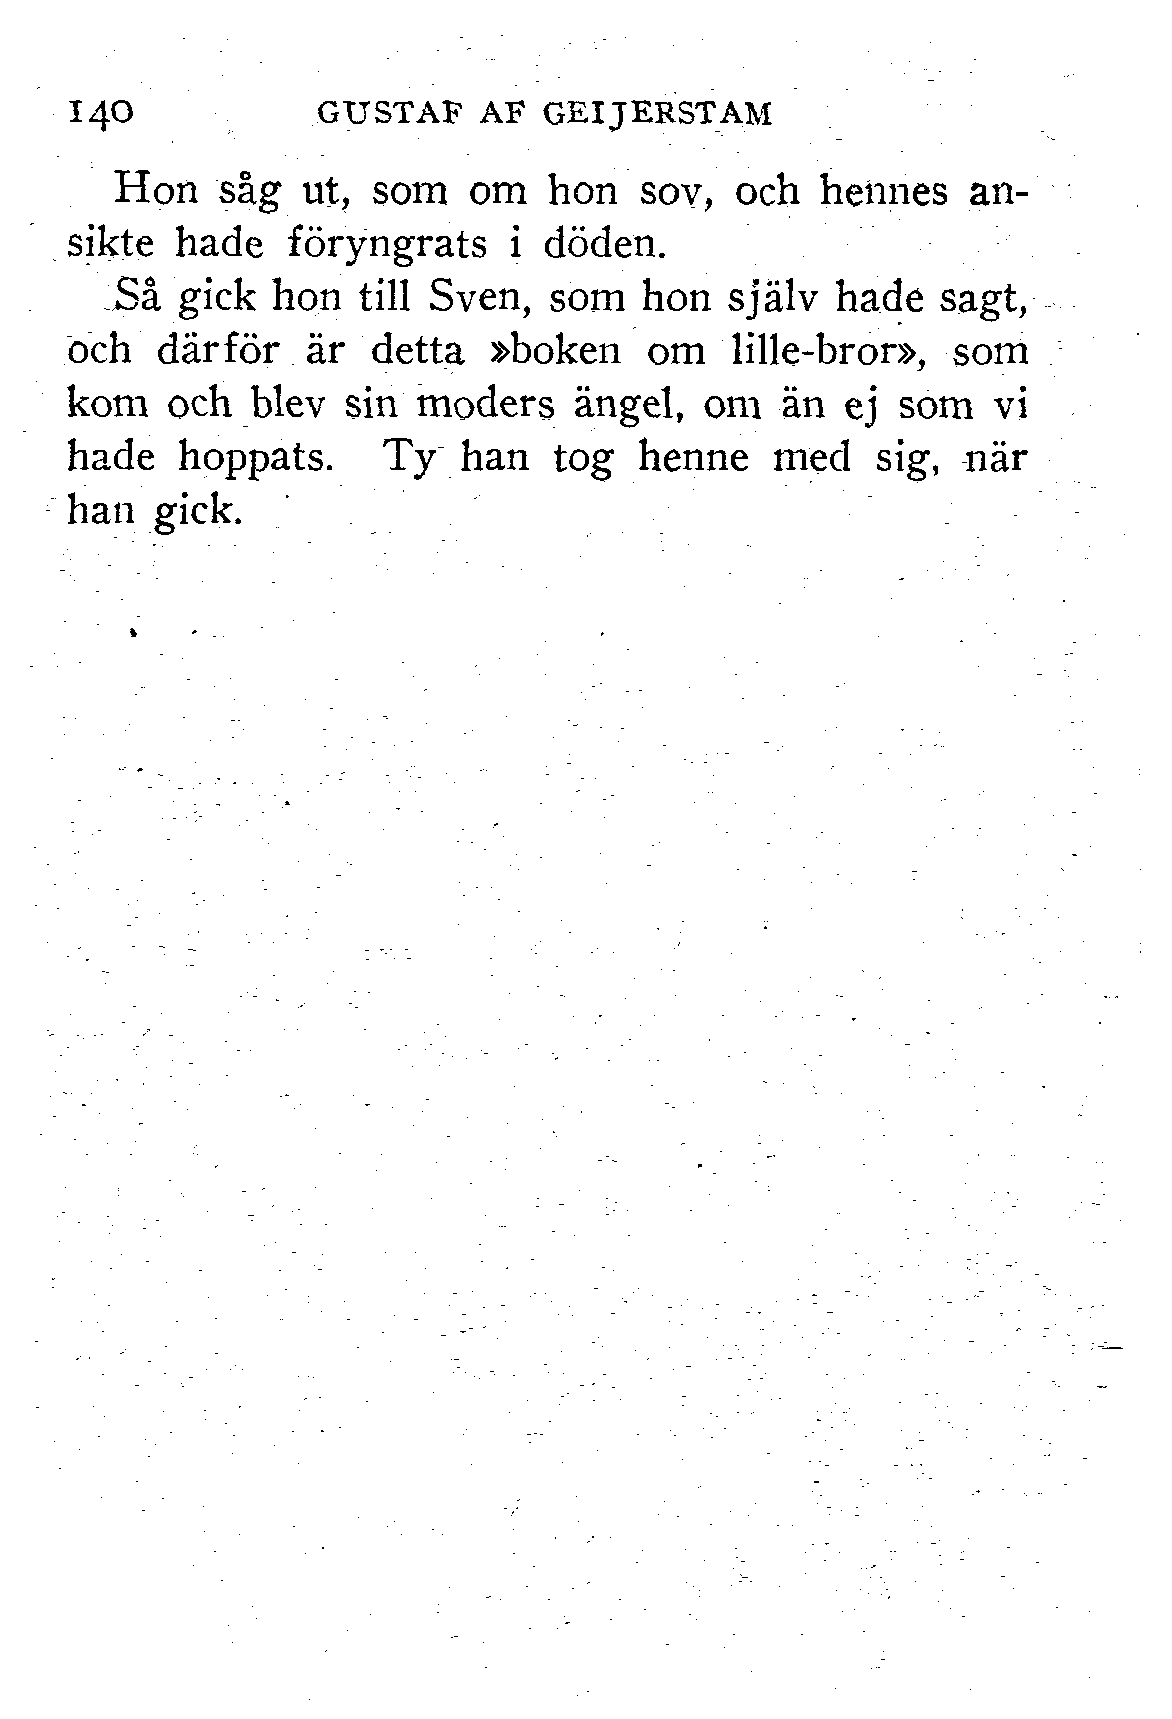 140 GUSTAF AF GEIJERSTAM
Hon såg ut, som om hon sov, och hennes an-
sikte hade föryngrats i döden.
Så gick hon till Sven, som hon själv hade sagt,
och därför är detta »boken om lille-bror», som
kom och blev sin moders ängel, om än ej som vi
hade hoppats. Ty han tog henne med sig, när
han gick.